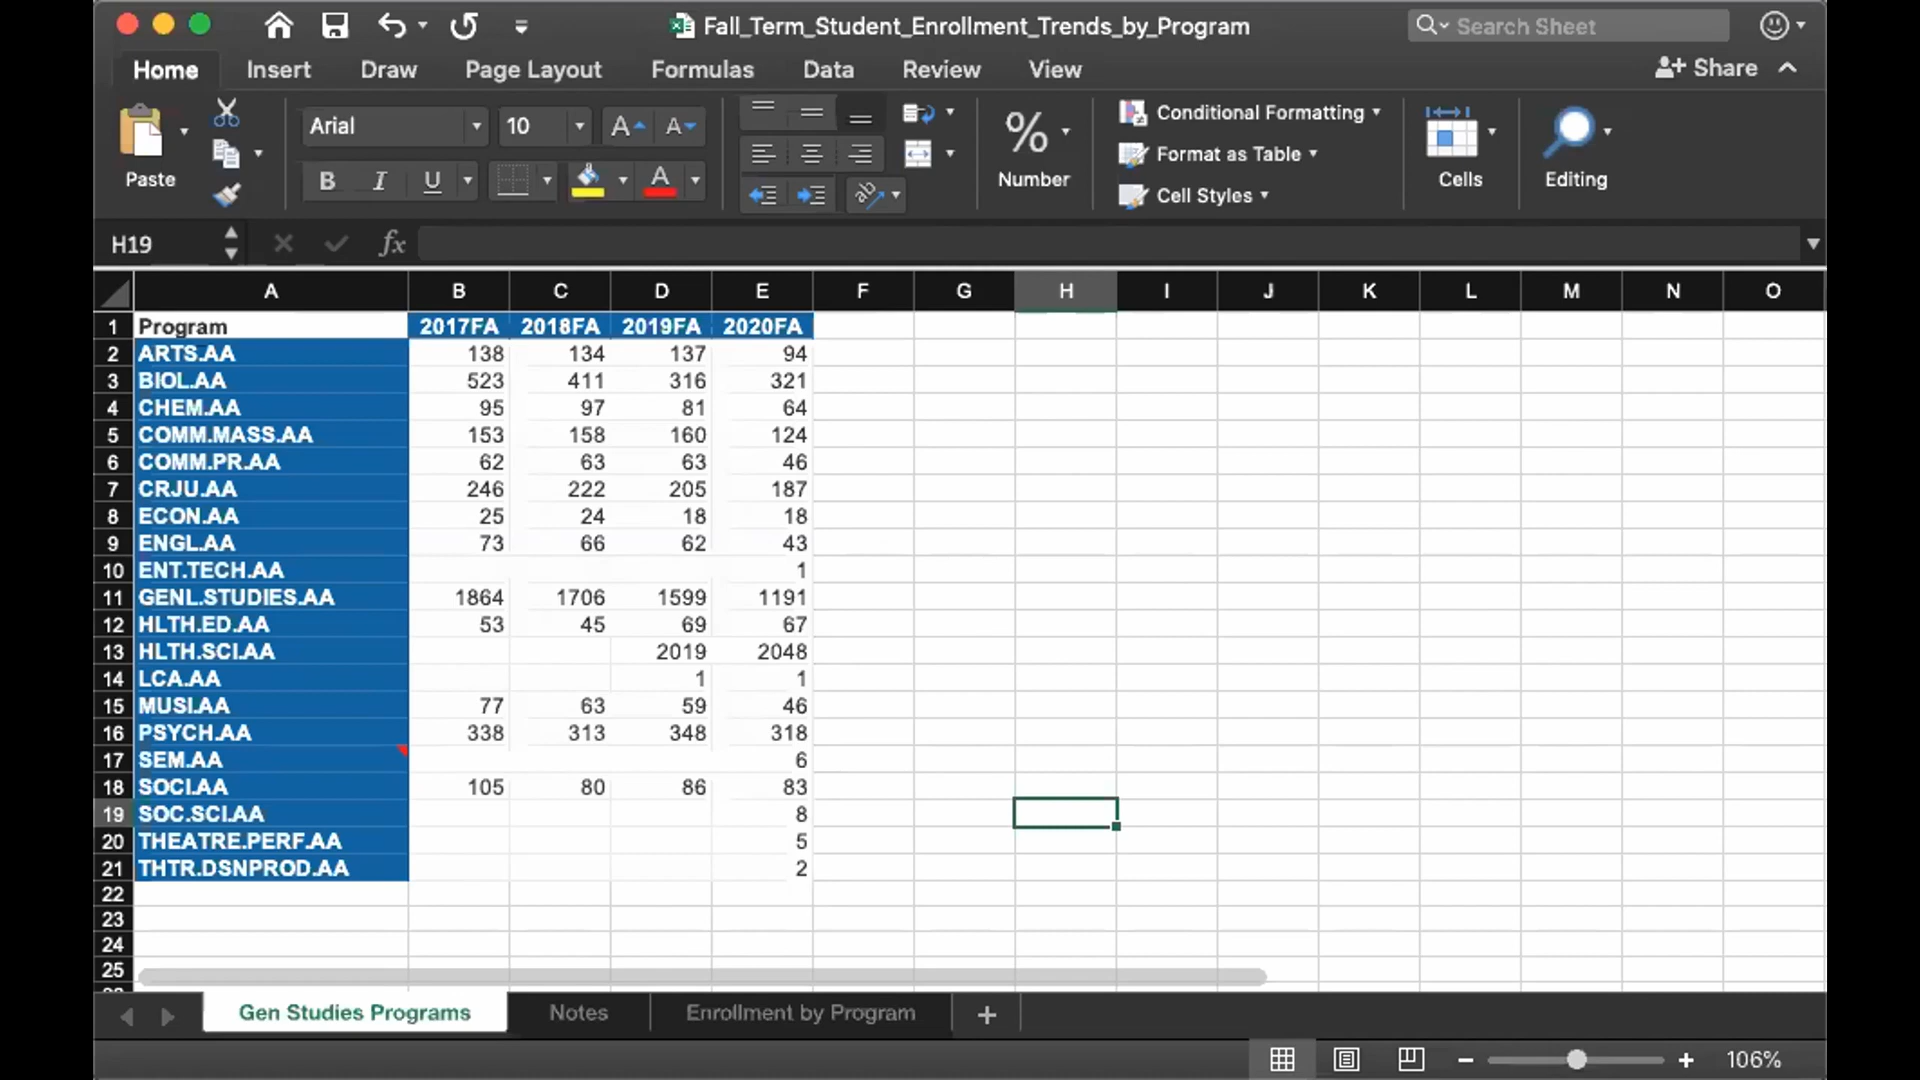 Fall_Term_Student_Enrollment_Trends_by_Program
Search Sheet
Home Insert Draw Page Layout Formulas Data Review View Share
Paste
Arial 10
B I U
Number
Conditional Formatting
Format as Table
Cell Styles
Cells
Editing
H19 fx
A B C D E F G H I J K L M N O
1 Program 2017FA 2018FA 2019FA 2020FA
2 ARTS.AA 138 134 137 94
3 BIOL.AA 523 411 316 321
4 CHEM.AA 95 97 81 64
5 COMM.MASS.AA 153 158 160 124
6 COMM.PR.AA 62 63 63 46
7 CRJU.AA 246 222 205 187
8 ECON.AA 25 24 18 18
9 ENGL.AA 73 66 62 43
10 ENT.TECH.AA 1
11 GENL.STUDIES.AA 1864 1706 1599 1191
12 HLTH.ED.AA 53 45 69 67
13 HLTH.SCI.AA 2019 2048
14 LCA.AA 1 1
15 MUSI.AA 77 63 59 46
16 PSYCH.AA 338 313 348 318
17 SEM.AA 6
18 SOCI.AA 105 80 86 83
19 SOC.SCI.AA 8
20 THEATRE.PERF.AA 5
21 THTR.DSNPROD.AA 2
22
23
24
25
Gen Studies Programs Notes Enrollment by Program +
106%